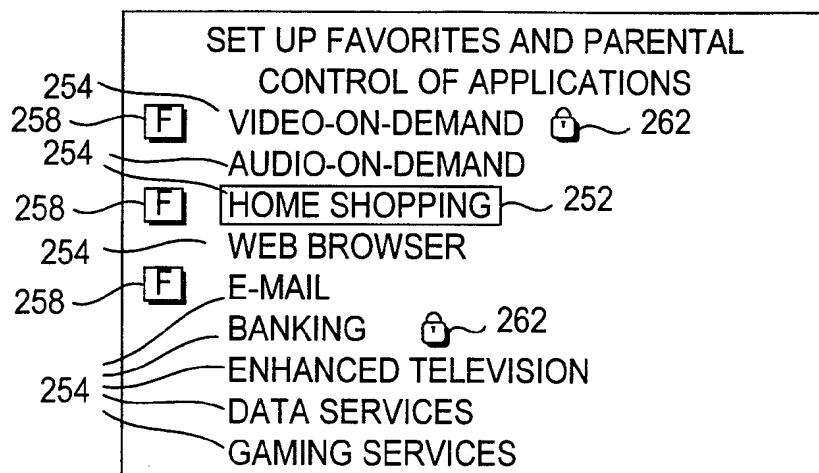 SET UP FAVORITES AND PARENTAL
CONTROL OF APPLICATIONS
254
258 F VIDEO-ON-DEMAND 262
254 AUDIO-ON-DEMAND
258 F HOME SHOPPING 252
254 WEB BROWSER
258 F E-MAIL
BANKING 262
ENHANCED TELEVISION
254 DATA SERVICES
GAMING SERVICES